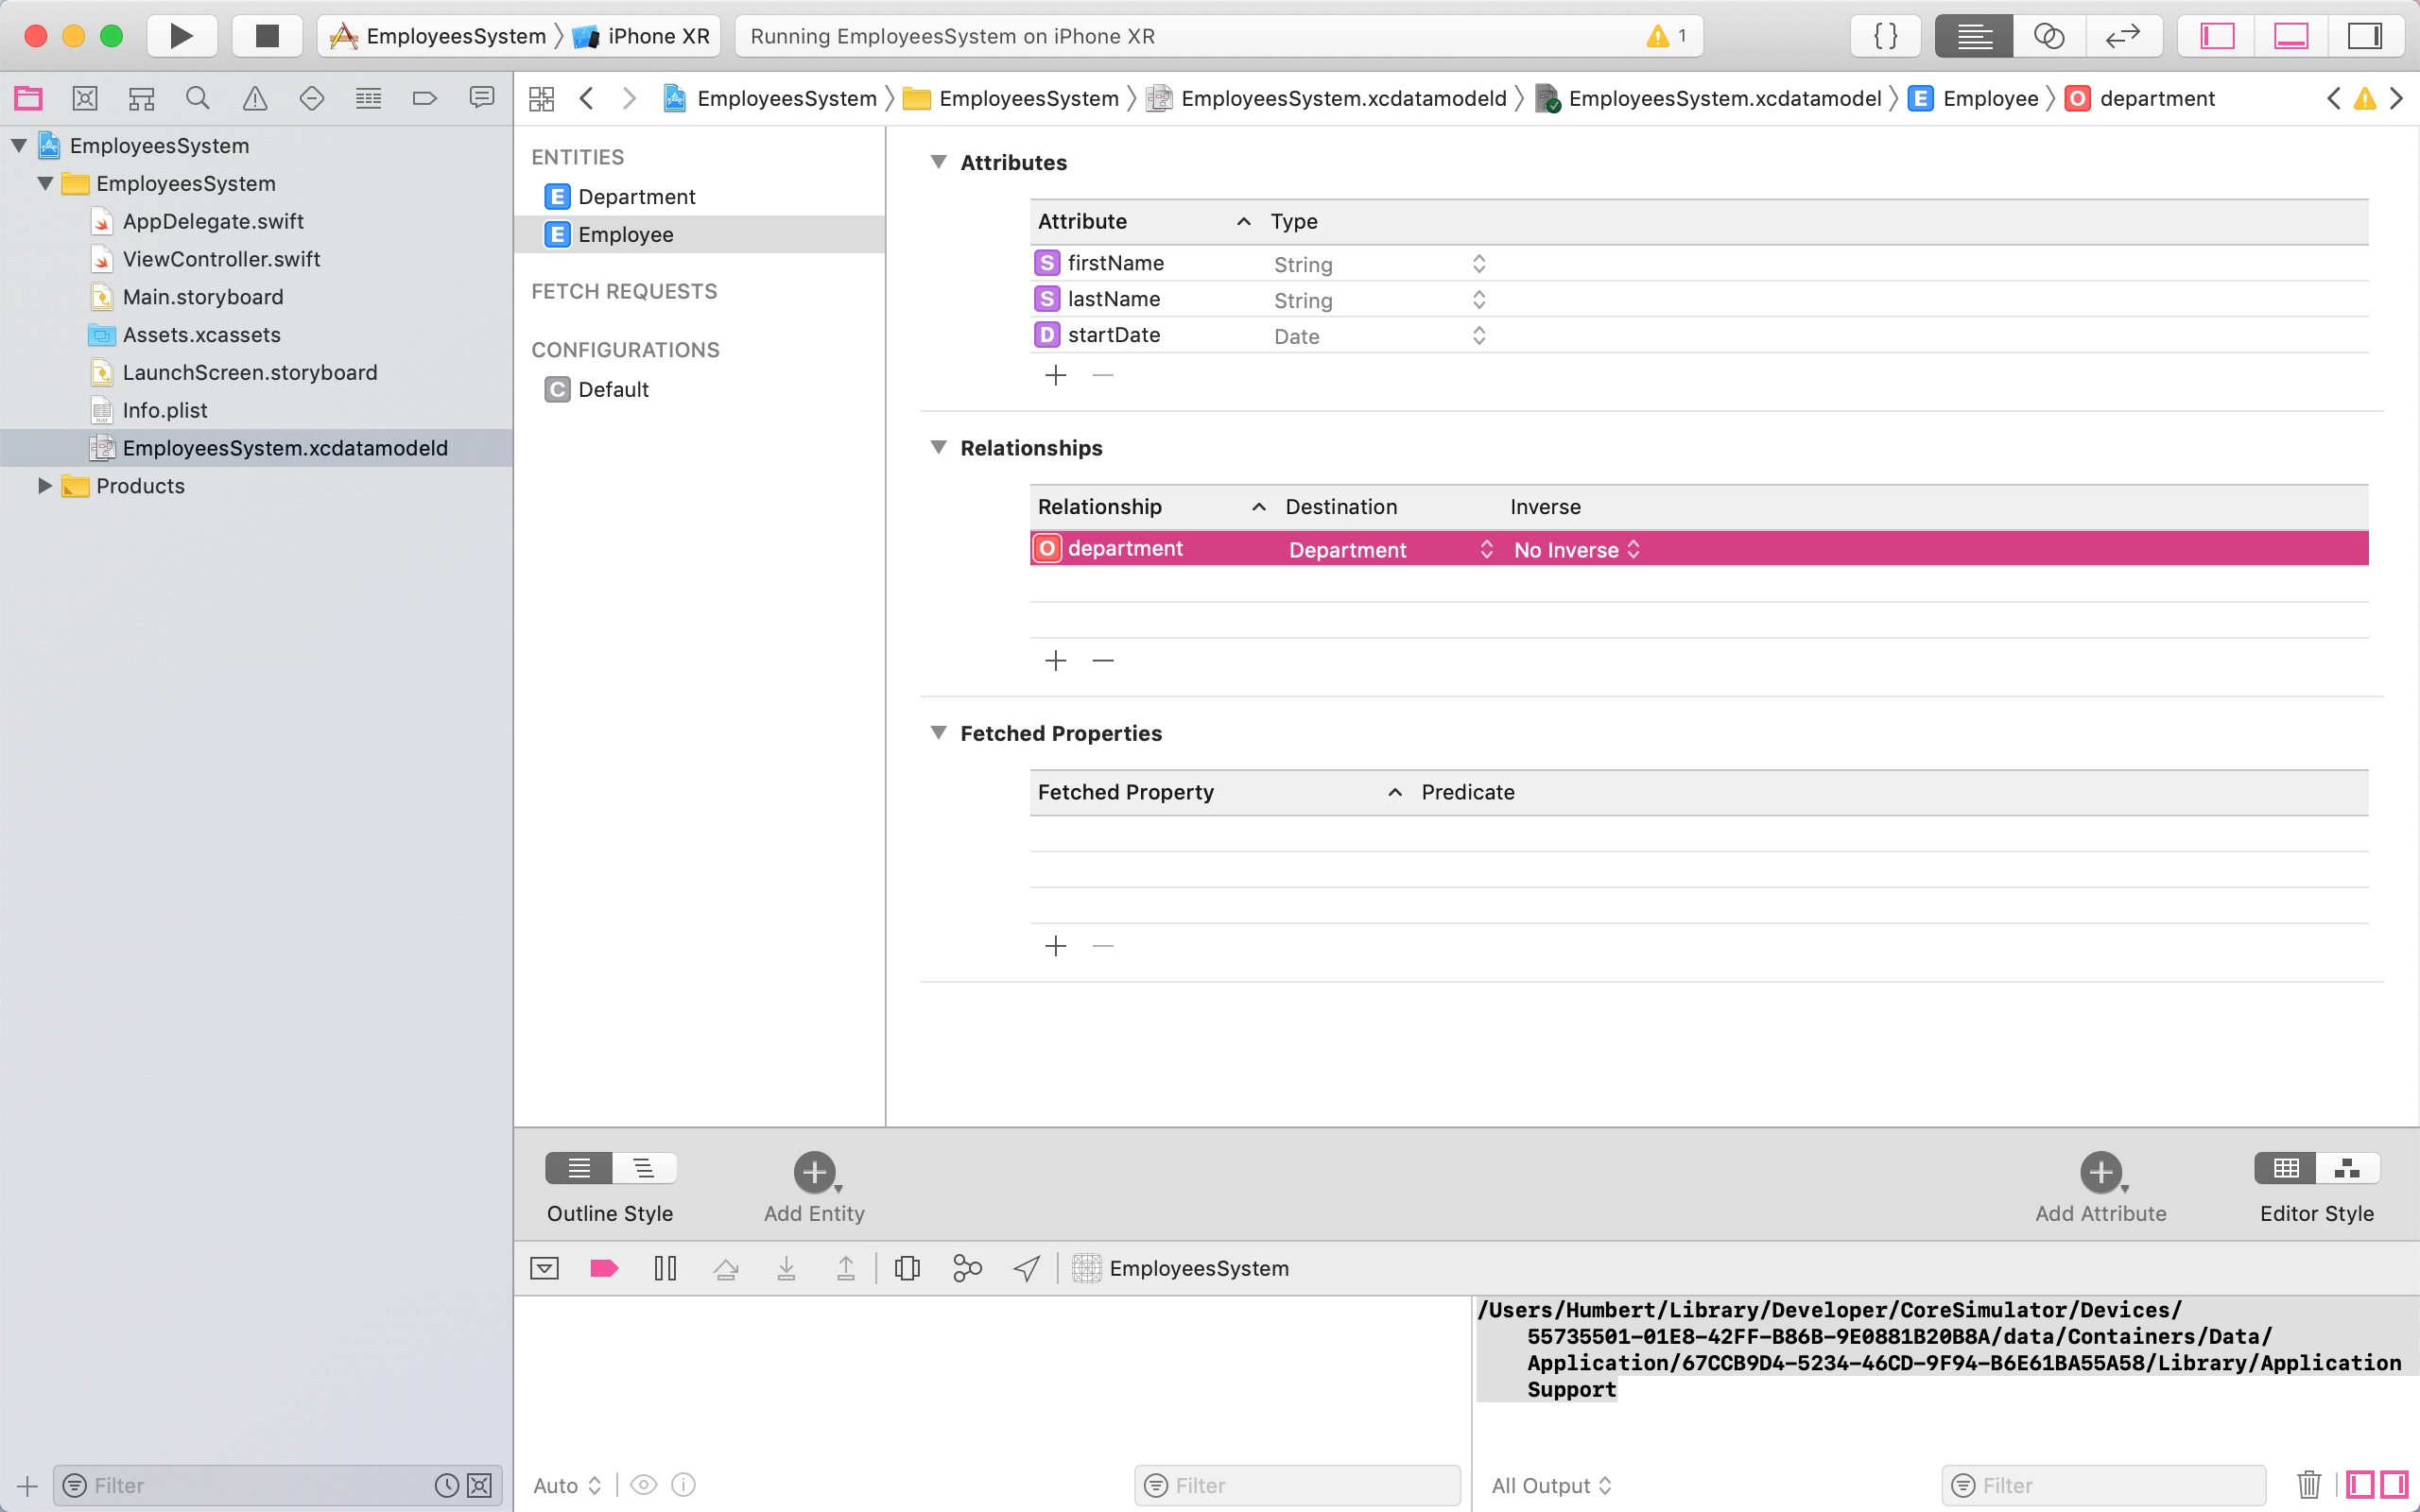 EmployeesSystem iPhone XR
Running EmployeesSystem on iPhone XR
1
{ }
EmployeesSystem EmployeesSystem EmployeesSystem.xcdatamodeld EmployeesSystem.xcdatamodel E Employee O department
EmployeesSystem
EmployeesSystem
AppDelegate.swift
ViewController.swift
Main.storyboard
Assets.xcassets
LaunchScreen.storyboard
Info.plist
EmployeesSystem.xcdatamodeld
Products
Filter
ENTITIES
E Department
E Employee
FETCH REQUESTS
CONFIGURATIONS
C Default
Attributes
Attribute Type
S firstName String
S lastName String
D startDate Date
Relationships
Relationship Destination Inverse
O department Department No Inverse
Fetched Properties
Fetched Property Predicate
Outline Style Add Entity Add Attribute Editor Style
EmployeesSystem
/Users/Humbert/Library/Developer/CoreSimulator/Devices/
55735501-01E8-42FF-B86B-9E0881B20B8A/data/Containers/Data/
Application/67CCB9D4-5234-46CD-9F94-B6E61BA55A58/Library/Application
Support
Auto Filter All Output Filter